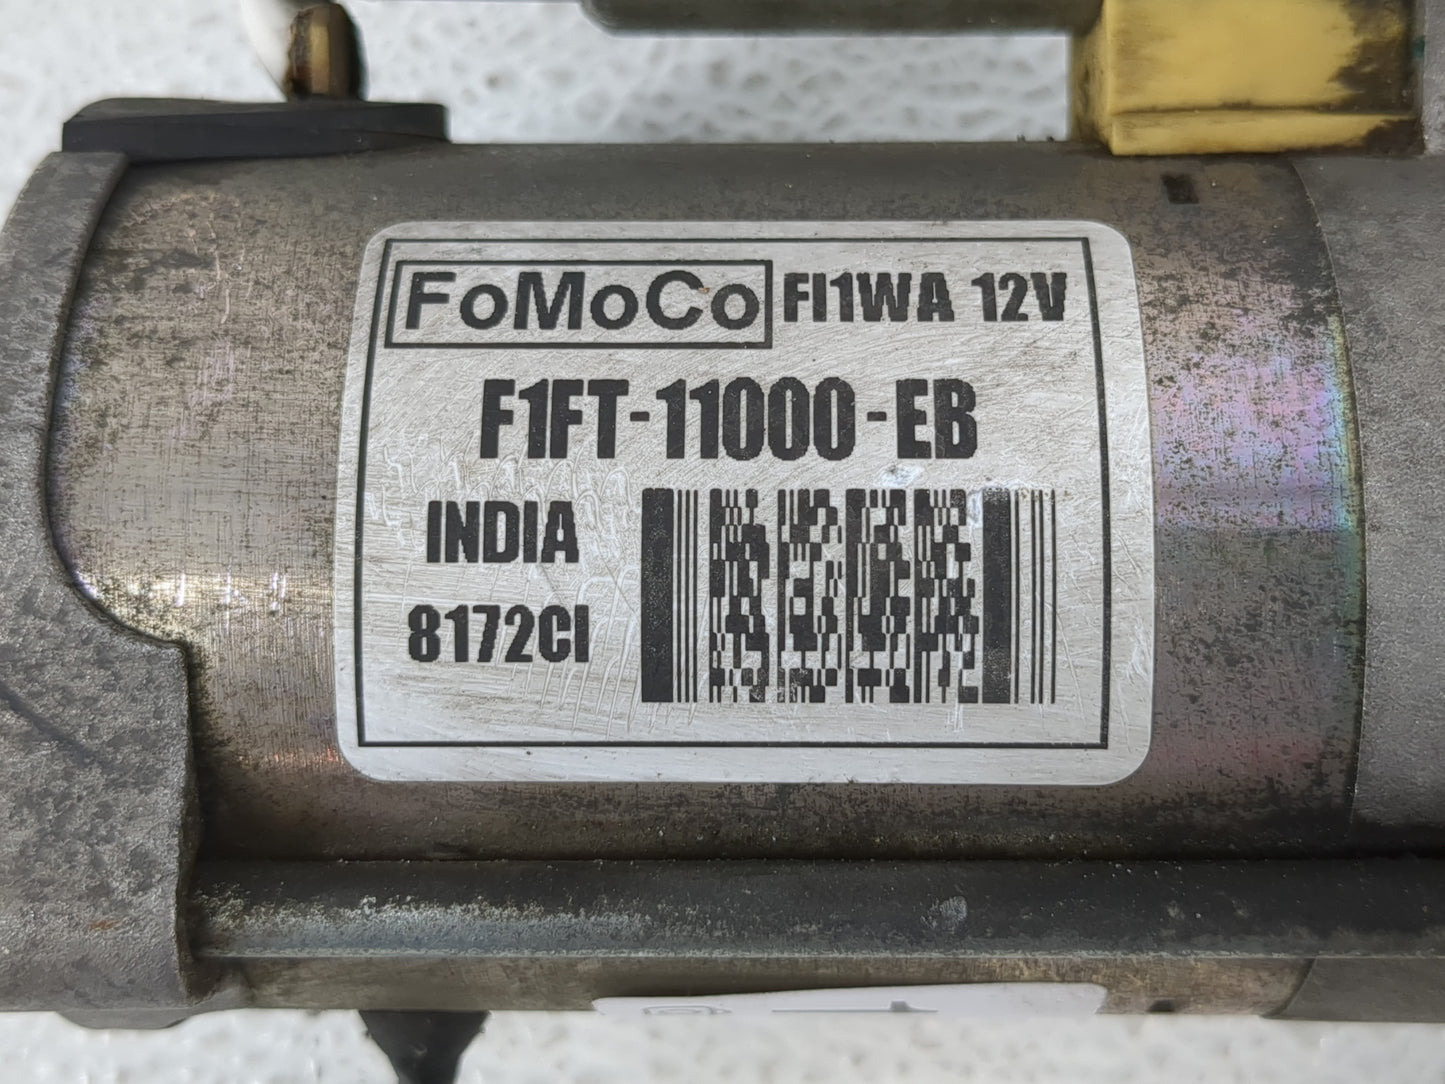 FoMoCo FI1WA 12V
F1FT-11000-EB
INDIA
8172CI